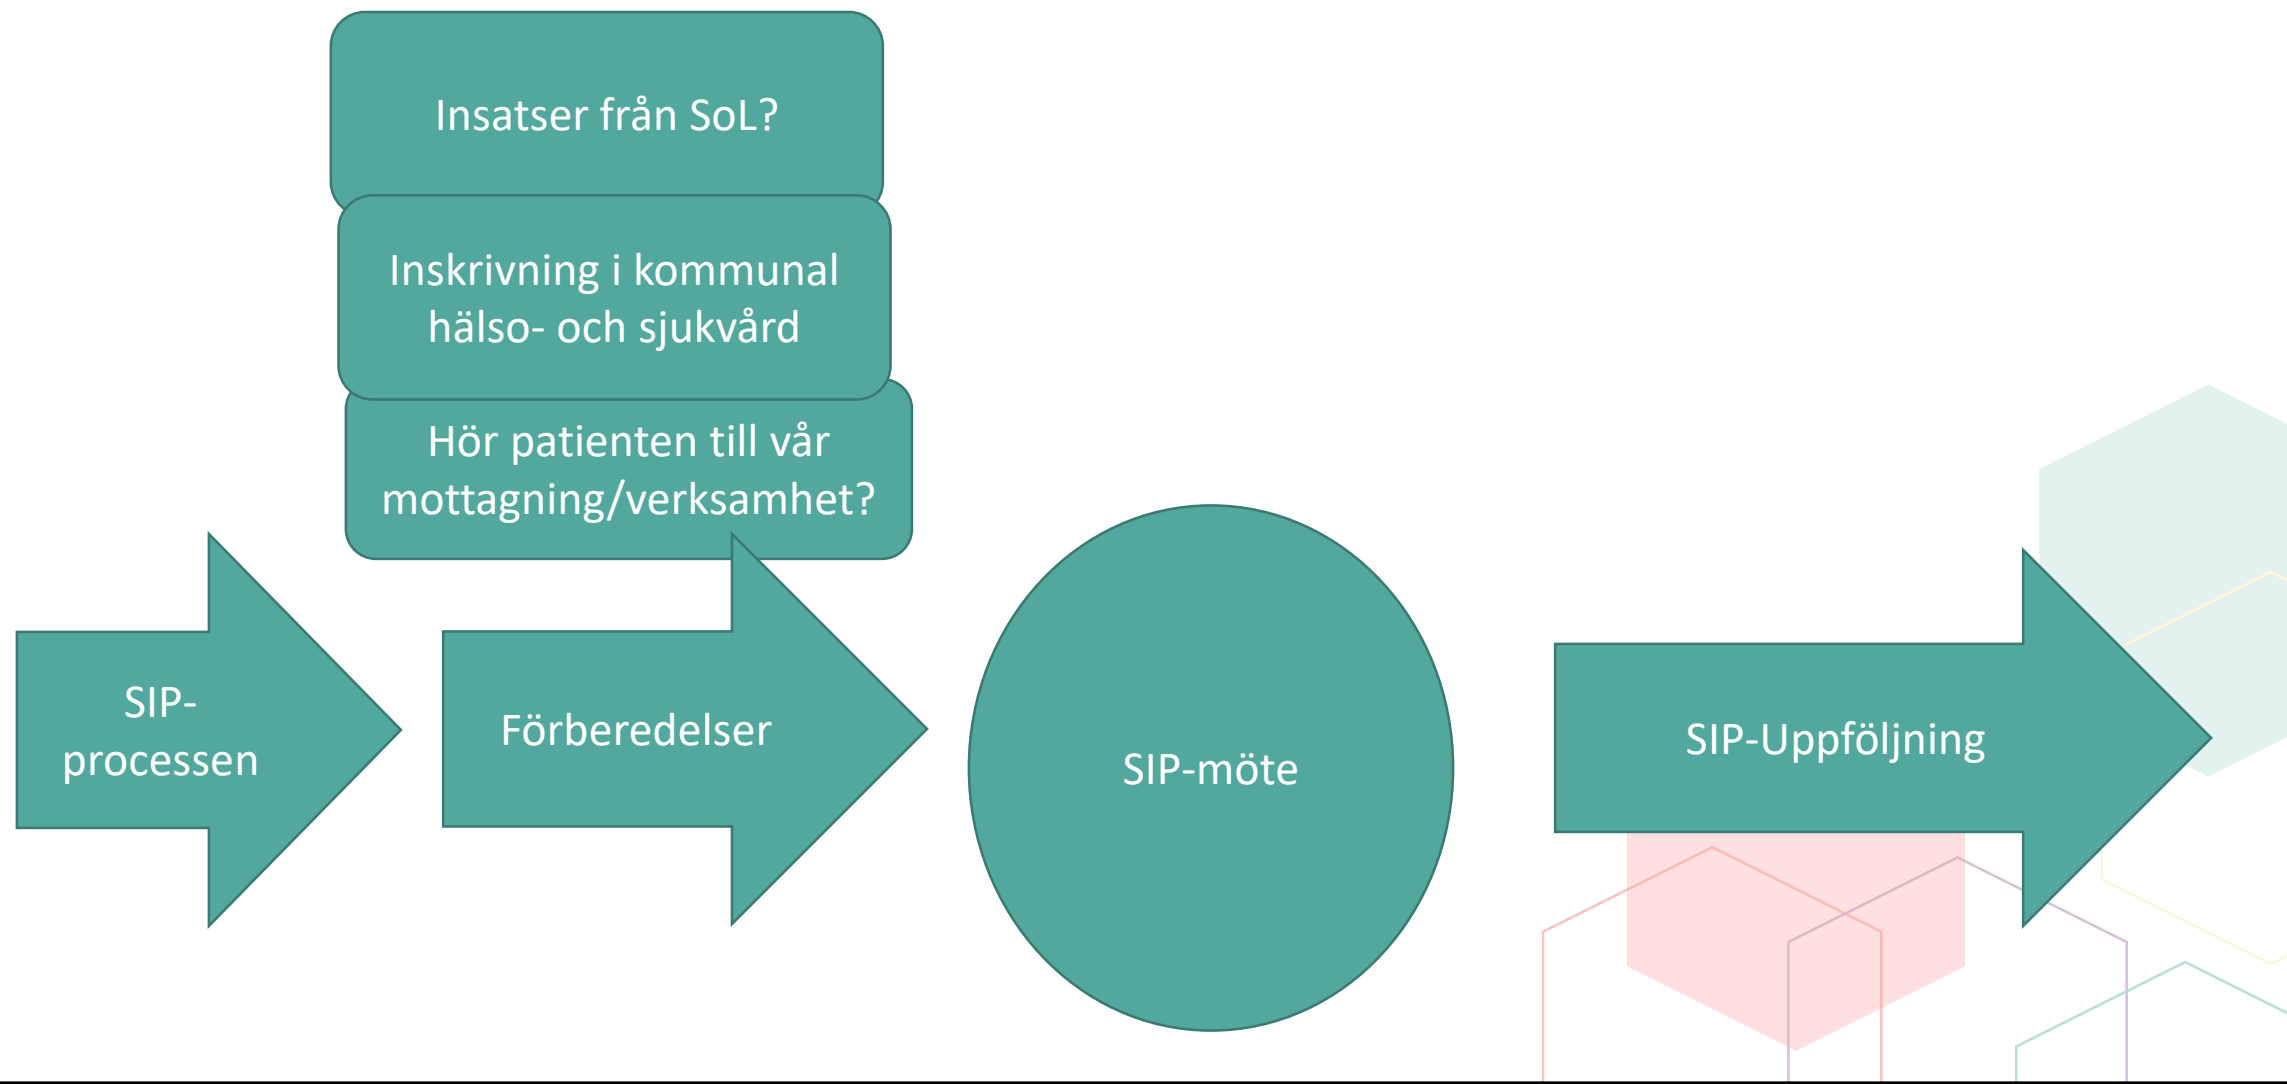 Insatser från SoL?
Inskrivning i kommunal
hälso- och sjukvård
Hör patienten till vår
mottagning/verksamhet?
SIP-
processen
Förberedelser
SIP-möte
SIP-Uppföljning